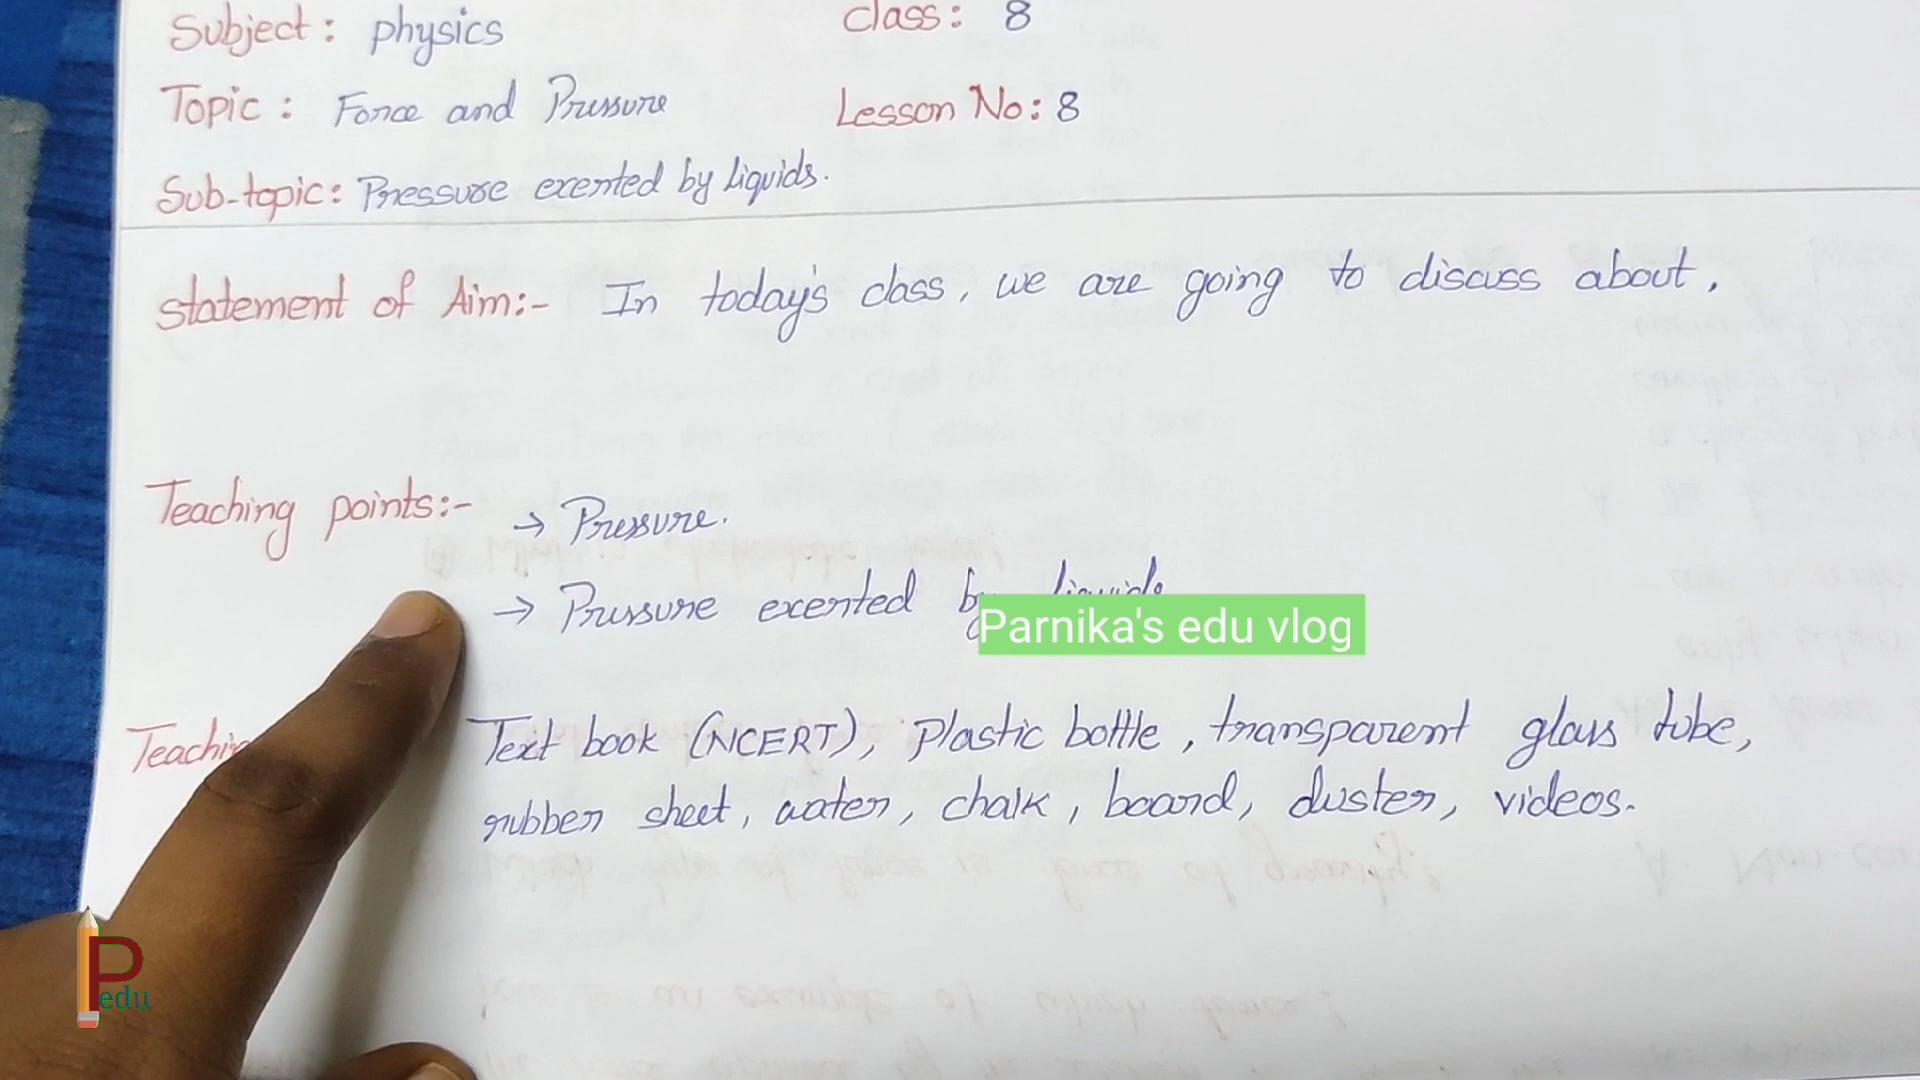 Subject: physics Class: 8
Topic: Force and Pressure Lesson No: 8
Sub-topic: Pressure exerted by liquids.
Statement of Aim:- In today's class, we are going to discuss about,
Teaching points:- → Pressure.
→ Pressure exerted by liquids
Parnika's edu vlog
Text book (NCERT), Plastic bottle, transparent glass tube,
rubber sheet, water, chalk, board, duster, videos.
P
edu